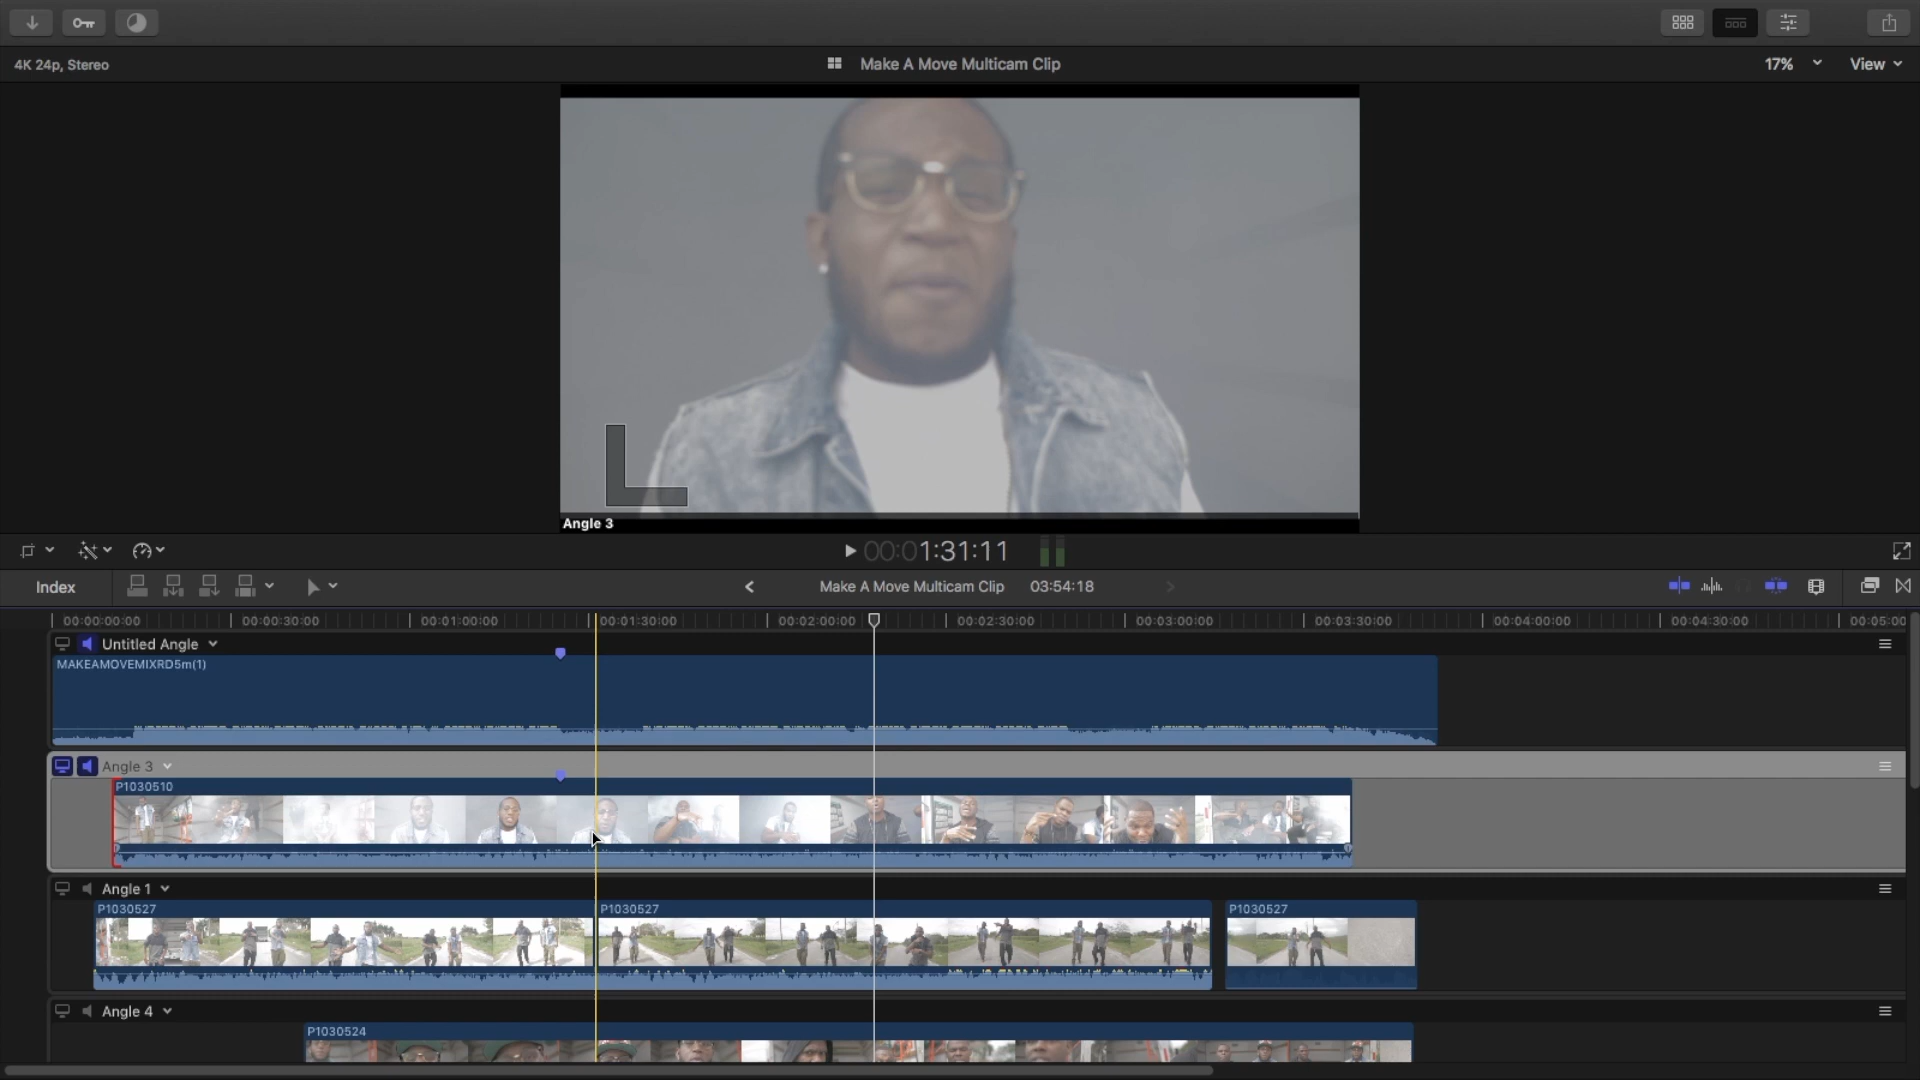 4K 24p, Stereo
Make A Move Multicam Clip
17%
View
Angle 3
00:01:31:11
Index
Make A Move Multicam Clip
03:54:18
00:00:00:00
00:00:30:00
00:01:00:00
00:01:30:00
00:02:00:00
00:02:30:00
00:03:00:00
00:03:30:00
00:04:00:00
00:04:30:00
00:05:00
Untitled Angle
MAKEAMOVEMIXRD5m(1)
Angle 3
P1030510
Angle 1
P1030527
P1030527
P1030527
Angle 4
P1030524